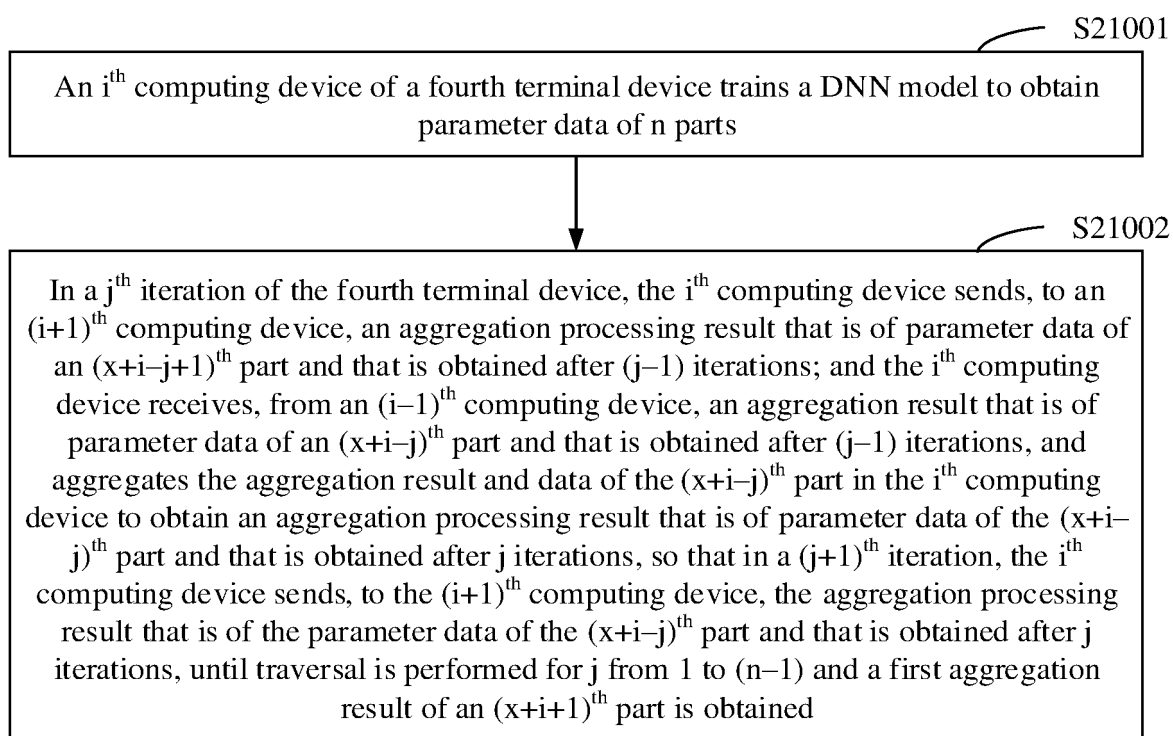 S21001
An i^th computing device of a fourth terminal device trains a DNN model to obtain
parameter data of n parts
S21002
In a j^th iteration of the fourth terminal device, the i^th computing device sends, to an
(i+1)^th computing device, an aggregation processing result that is of parameter data of
an (x+i–j+1)^th part and that is obtained after (j–1) iterations; and the i^th computing
device receives, from an (i–1)^th computing device, an aggregation result that is of
parameter data of an (x+i–j)^th part and that is obtained after (j–1) iterations, and
aggregates the aggregation result and data of the (x+i–j)^th part in the i^th computing
device to obtain an aggregation processing result that is of parameter data of the (x+i–
j)^th part and that is obtained after j iterations, so that in a (j+1)^th iteration, the i^th
computing device sends, to the (i+1)^th computing device, the aggregation processing
result that is of the parameter data of the (x+i–j)^th part and that is obtained after j
iterations, until traversal is performed for j from 1 to (n–1) and a first aggregation
result of an (x+i+1)^th part is obtained